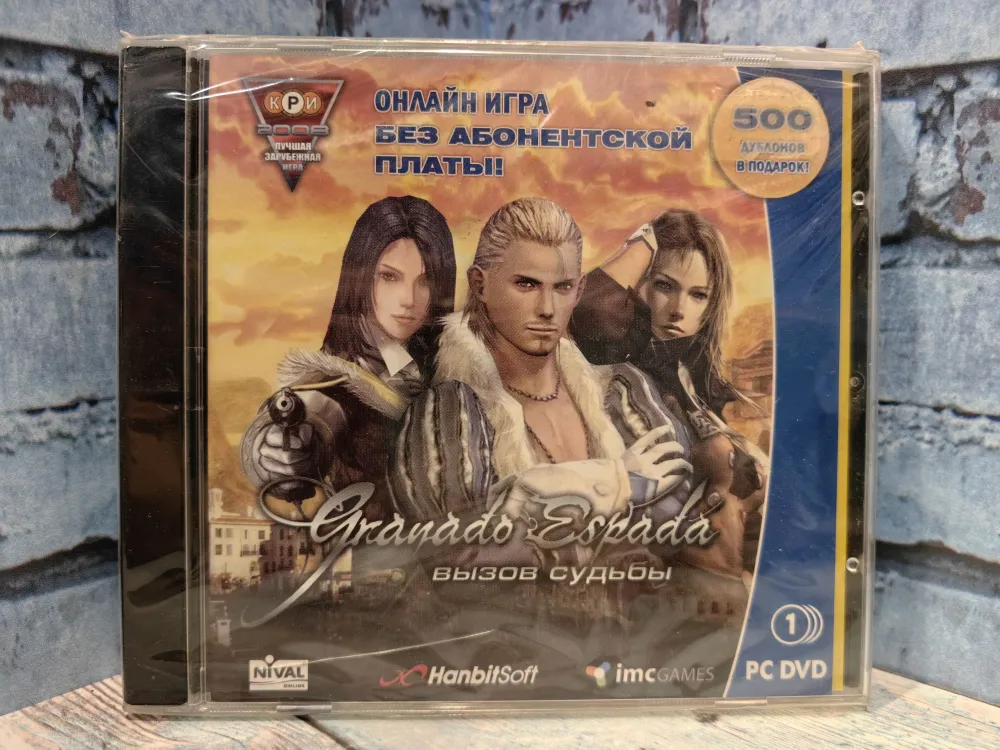 КРИ
2008
ЛУЧШАЯ
ЗАРУБЕЖНАЯ
ИГРА
ОНЛАЙН ИГРА
БЕЗ АБОНЕНТСКОЙ
ПЛАТЫ!
500
ДУБЛОНОВ
В ПОДАРОК!
Granado Espada
ВЫЗОВ СУДЬБЫ
NIVAL
ONLINE
HanbitSoft
imcGAMES
1
PC DVD